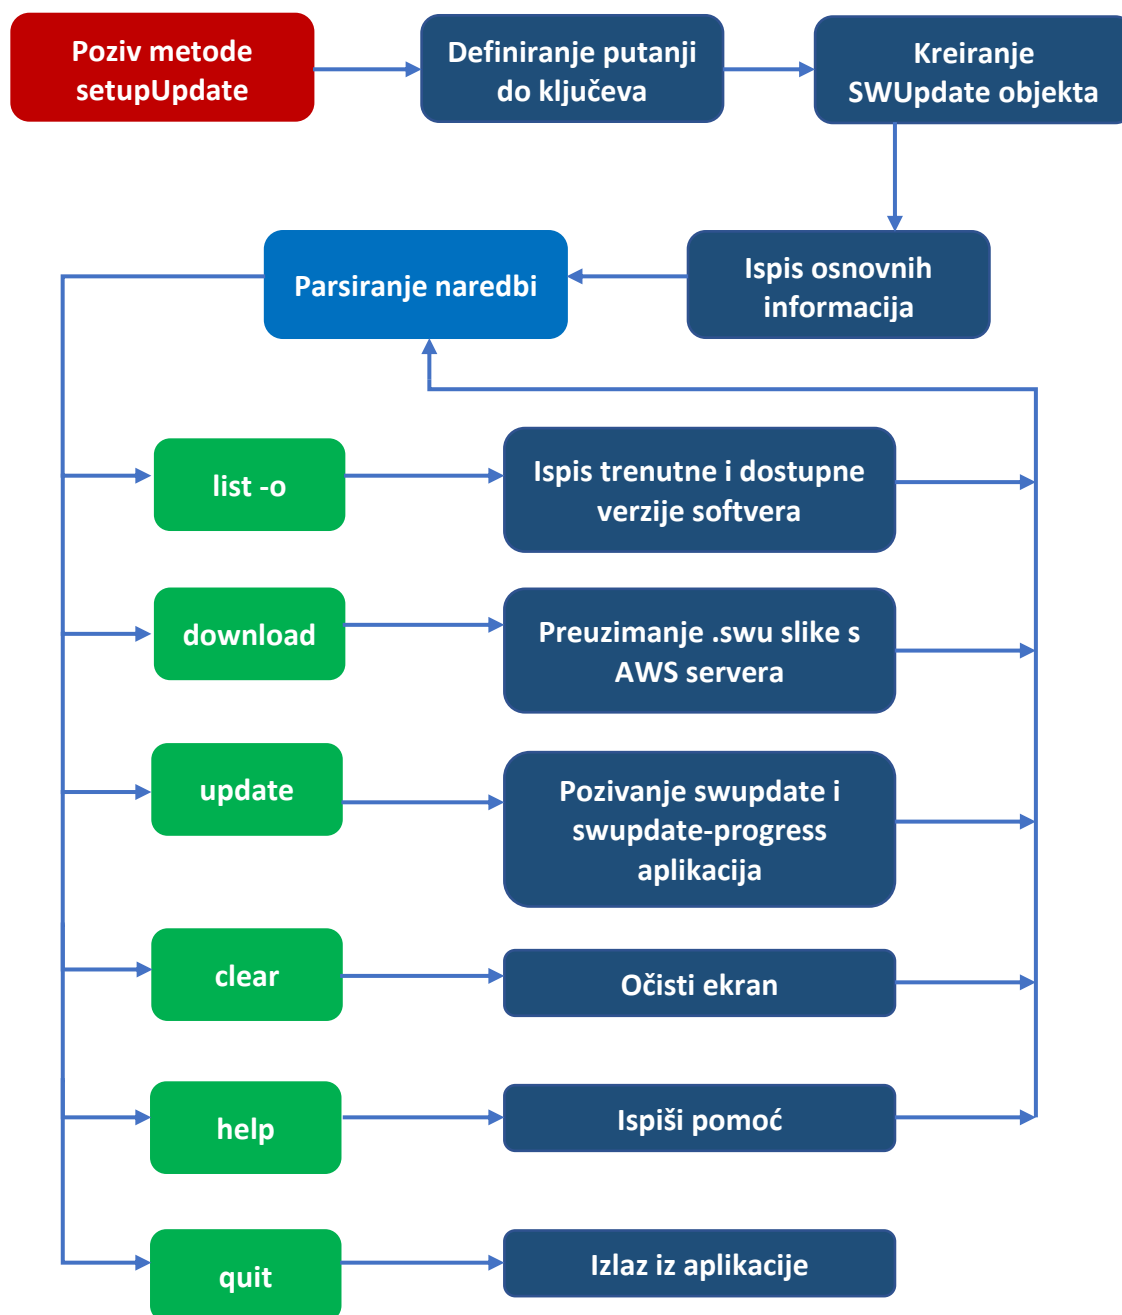 Poziv metode
setupUpdate
Definiranje putanji
do ključeva
Kreiranje
SWUpdate objekta
Ispis osnovnih
informacija
Parsiranje naredbi
list -o
Ispis trenutne i dostupne
verzije softvera
download
Preuzimanje .swu slike s
AWS servera
update
Pozivanje swupdate i
swupdate-progress
aplikacija
clear
Očisti ekran
help
Ispiši pomoć
quit
Izlaz iz aplikacije